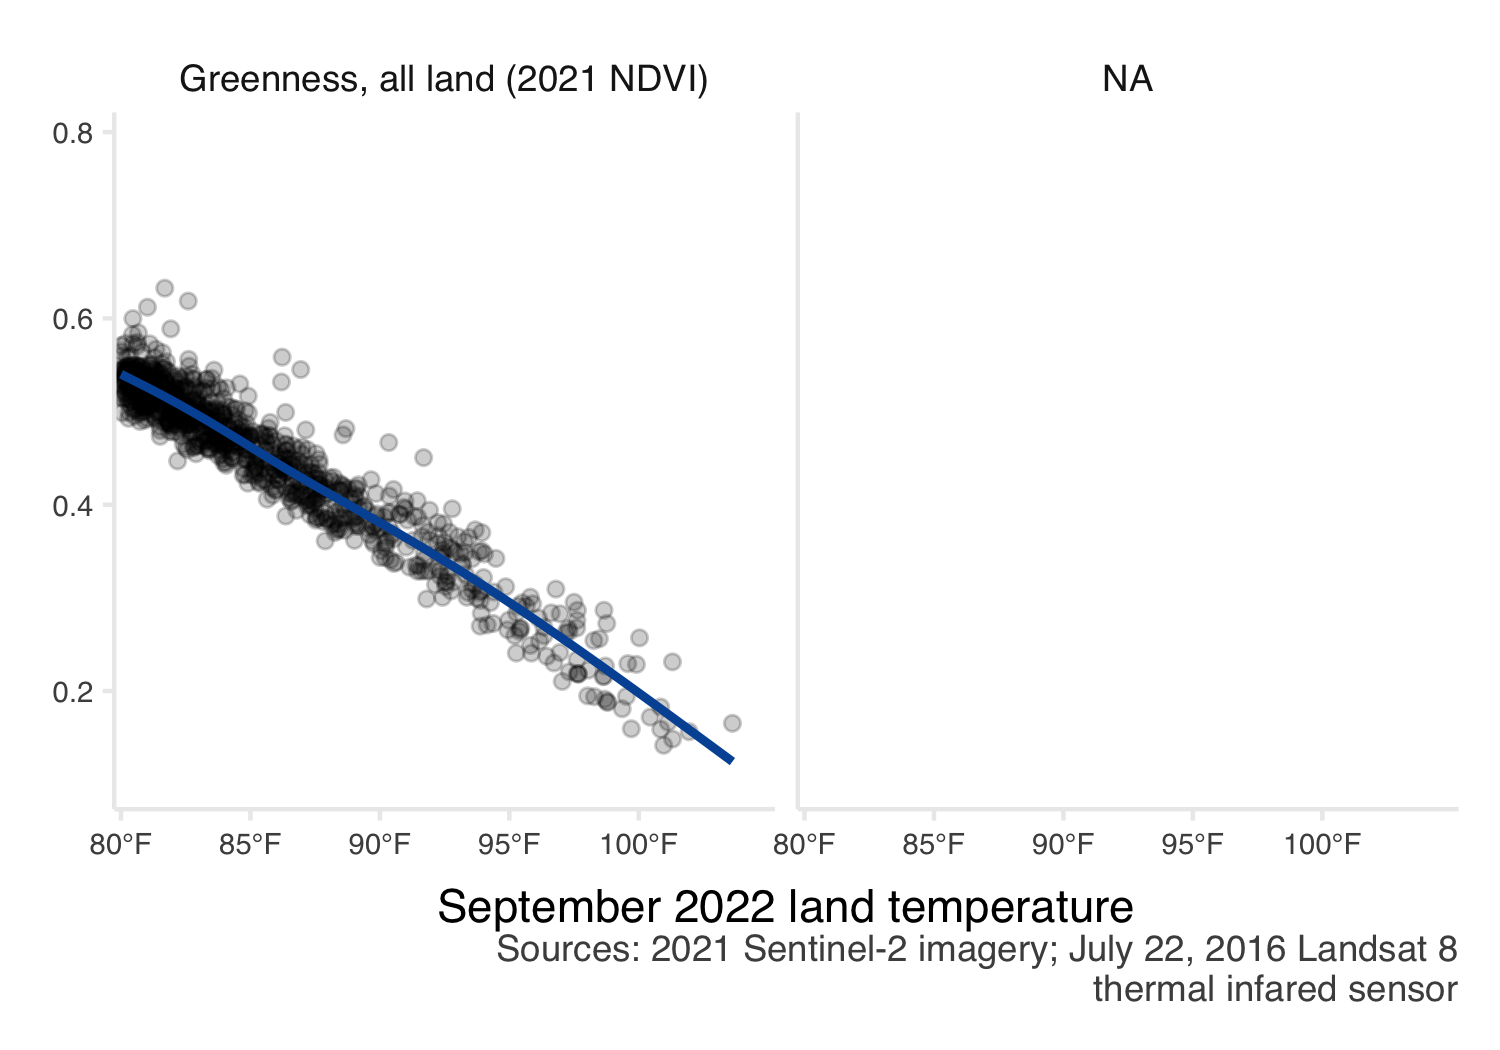 Greenness, all land (2021 NDVI)
NA
0.8
0.6
0.4
0.2
80°F 85°F 90°F 95°F 100°F 80°F 85°F 90°F 95°F 100°F
September 2022 land temperature
Sources: 2021 Sentinel-2 imagery; July 22, 2016 Landsat 8
thermal infared sensor